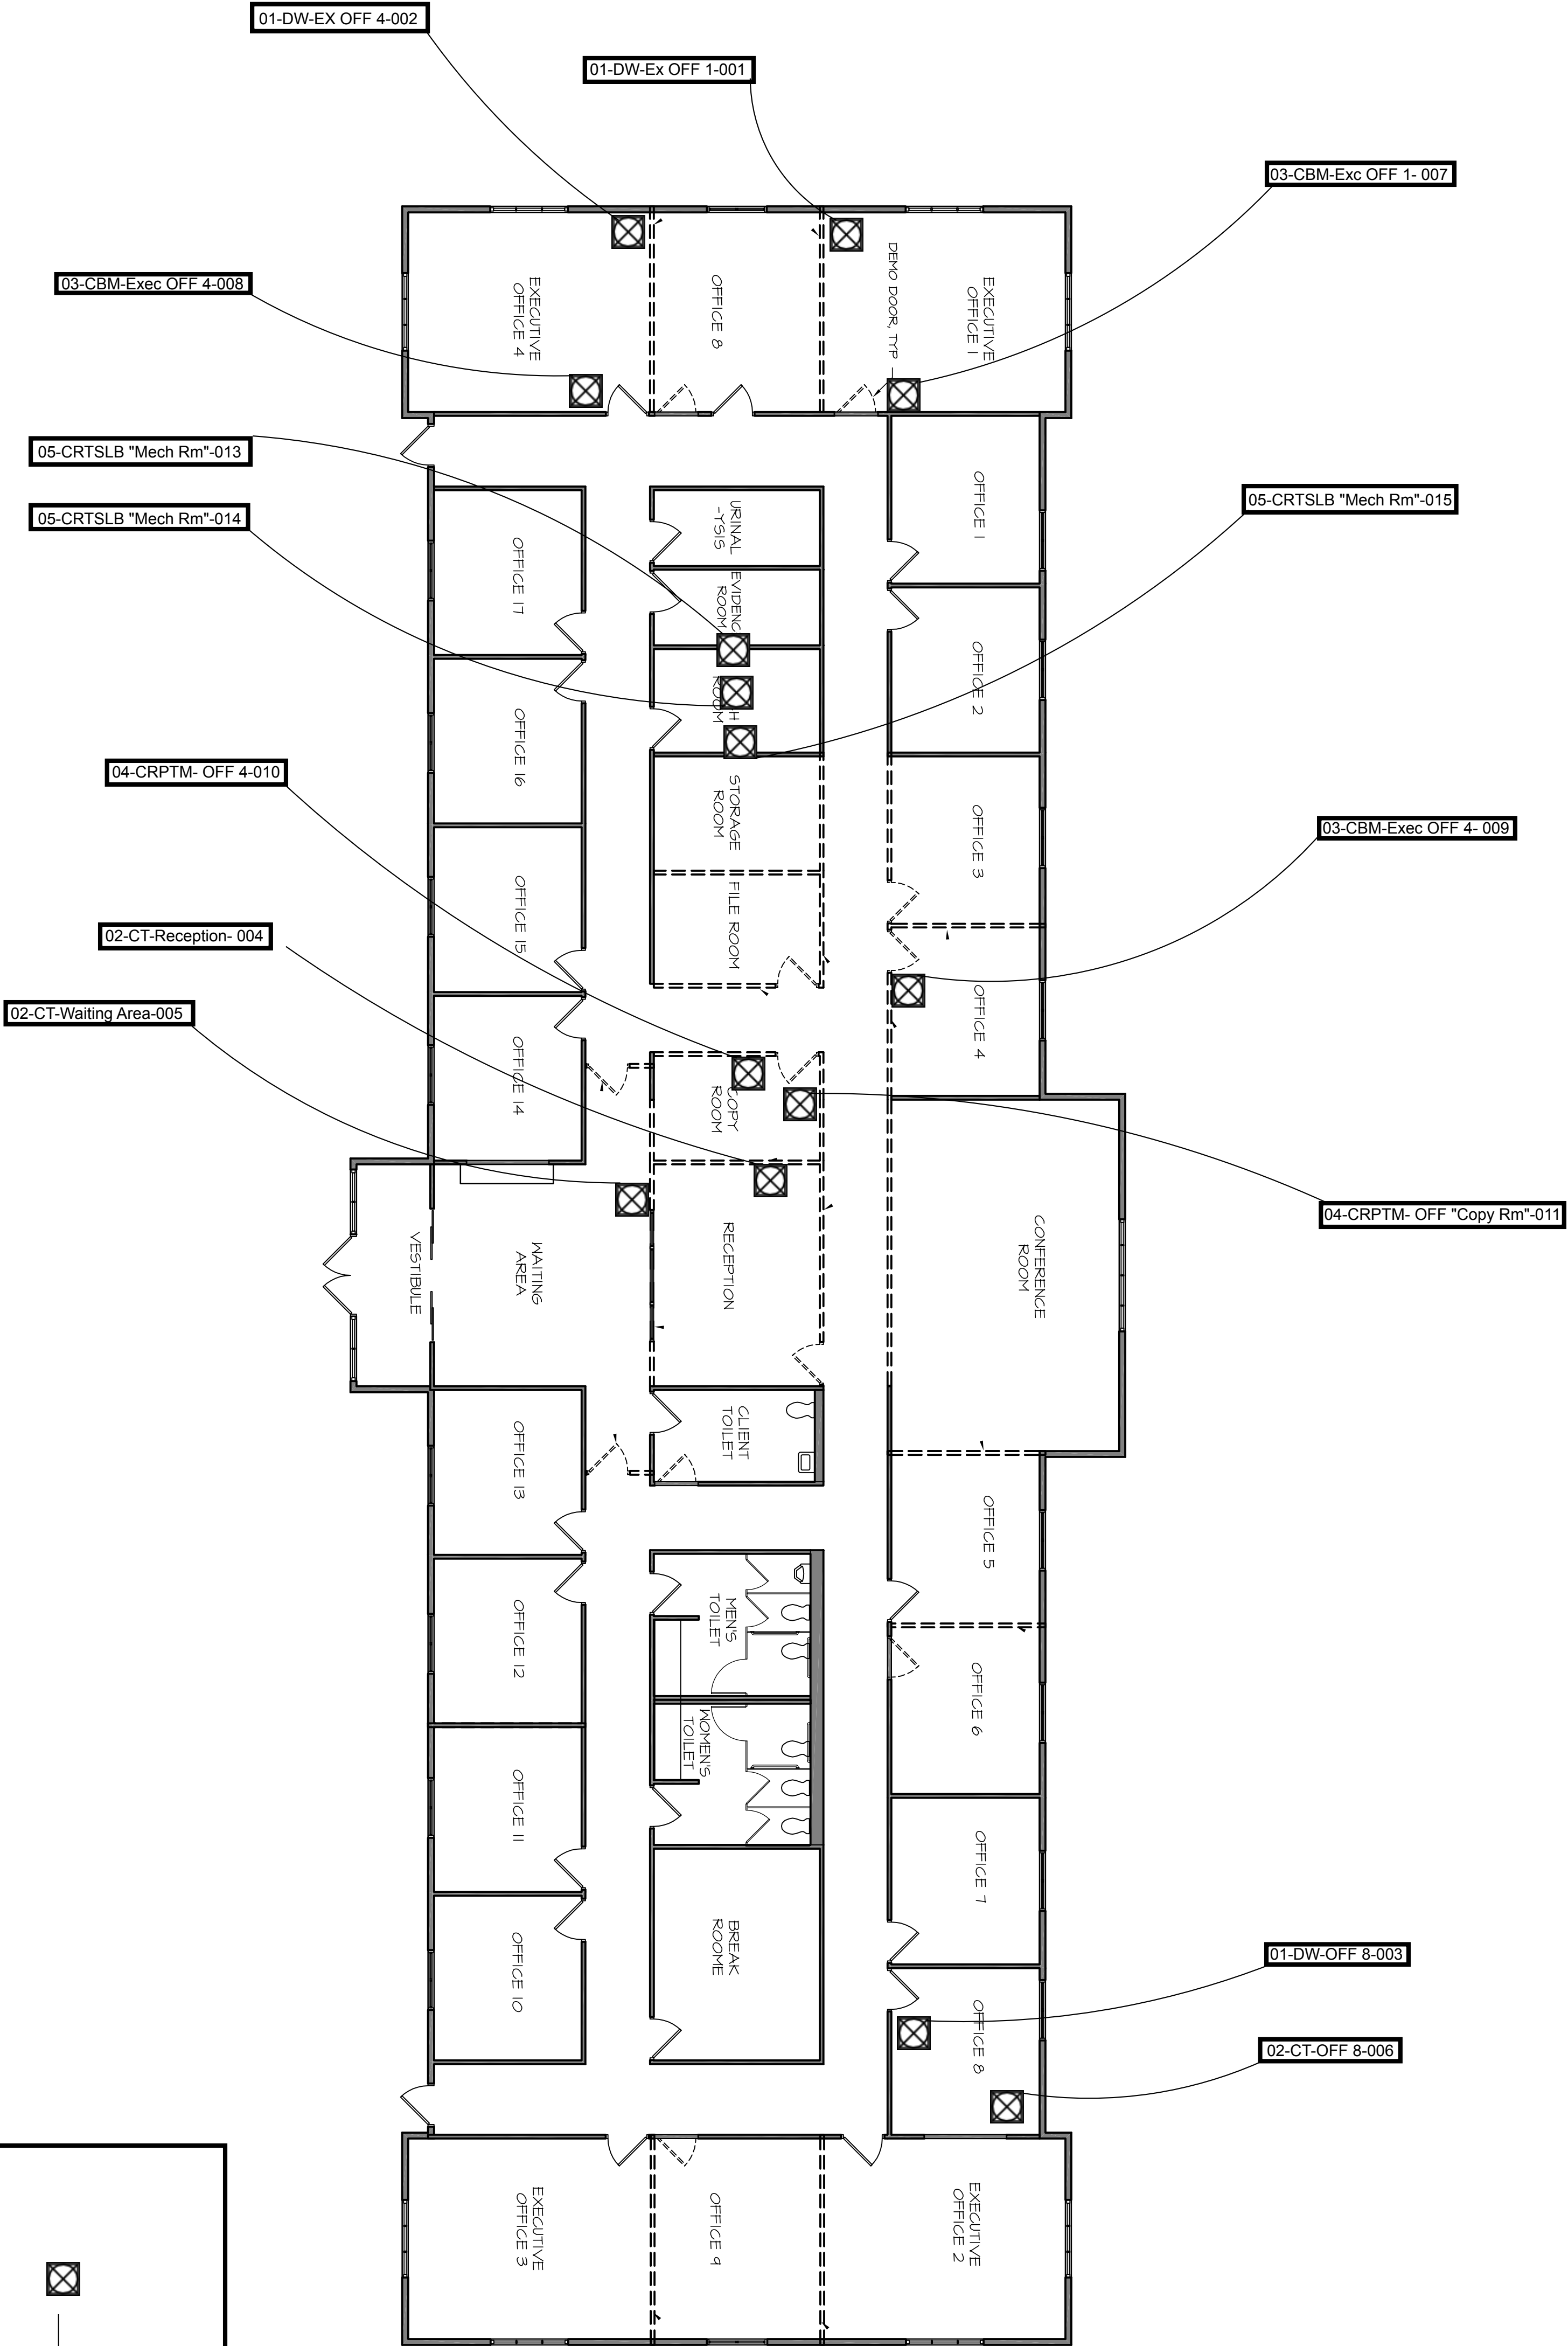 01-DW-EX OFF 4-002
01-DW-Ex OFF 1-001
03-CBM-Exc OFF 1- 007
03-CBM-Exec OFF 4-008
05-CRTSLB "Mech Rm"-013
05-CRTSLB "Mech Rm"-014
05-CRTSLB "Mech Rm"-015
04-CRPTM- OFF 4-010
03-CBM-Exec OFF 4- 009
02-CT-Reception- 004
02-CT-Waiting Area-005
04-CRPTM- OFF "Copy Rm"-011
01-DW-OFF 8-003
02-CT-OFF 8-006
EXECUTIVE
OFFICE 4
OFFICE 8
DEMO DOOR, TYP
EXECUTIVE
OFFICE 1
OFFICE 1
URINAL
-YSIS
OFFICE 17
EVIDENC
ROOM
OFFICE 2
OFFICE 16
ROOM
STORAGE
ROOM
OFFICE 3
OFFICE 15
FILE ROOM
OFFICE 4
OFFICE 14
COPY
ROOM
VESTIBULE
WAITING
AREA
RECEPTION
CONFERENCE
ROOM
OFFICE 13
CLIENT
TOILET
OFFICE 5
OFFICE 12
MEN'S
TOILET
OFFICE 6
WOMEN'S
TOILET
OFFICE 11
OFFICE 7
OFFICE 10
BREAK
ROOME
OFFICE 8
EXECUTIVE
OFFICE 3
OFFICE 9
EXECUTIVE
OFFICE 2